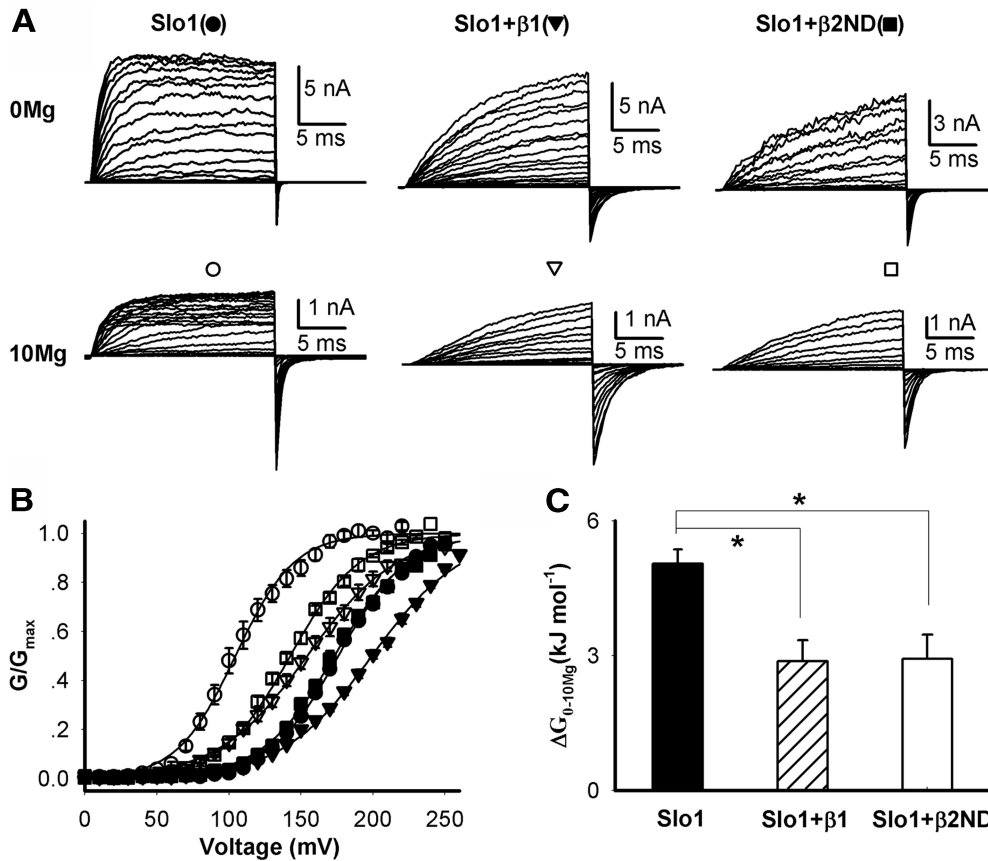 A
Slo1(●) Slo1+β1(▼) Slo1+β2ND(■)
0Mg
5 nA
5 ms
5 nA
5 ms
3 nA
5 ms
10Mg
1 nA
5 ms
1 nA
5 ms
1 nA
5 ms
B
G/Gmax
1.0
.8
.6
.4
.2
0.0
0 50 100 150 200 250
Voltage (mV)
C
ΔG0-10Mg(kJ mol-1)
6
3
0
*
*
Slo1 Slo1+β1 Slo1+β2ND